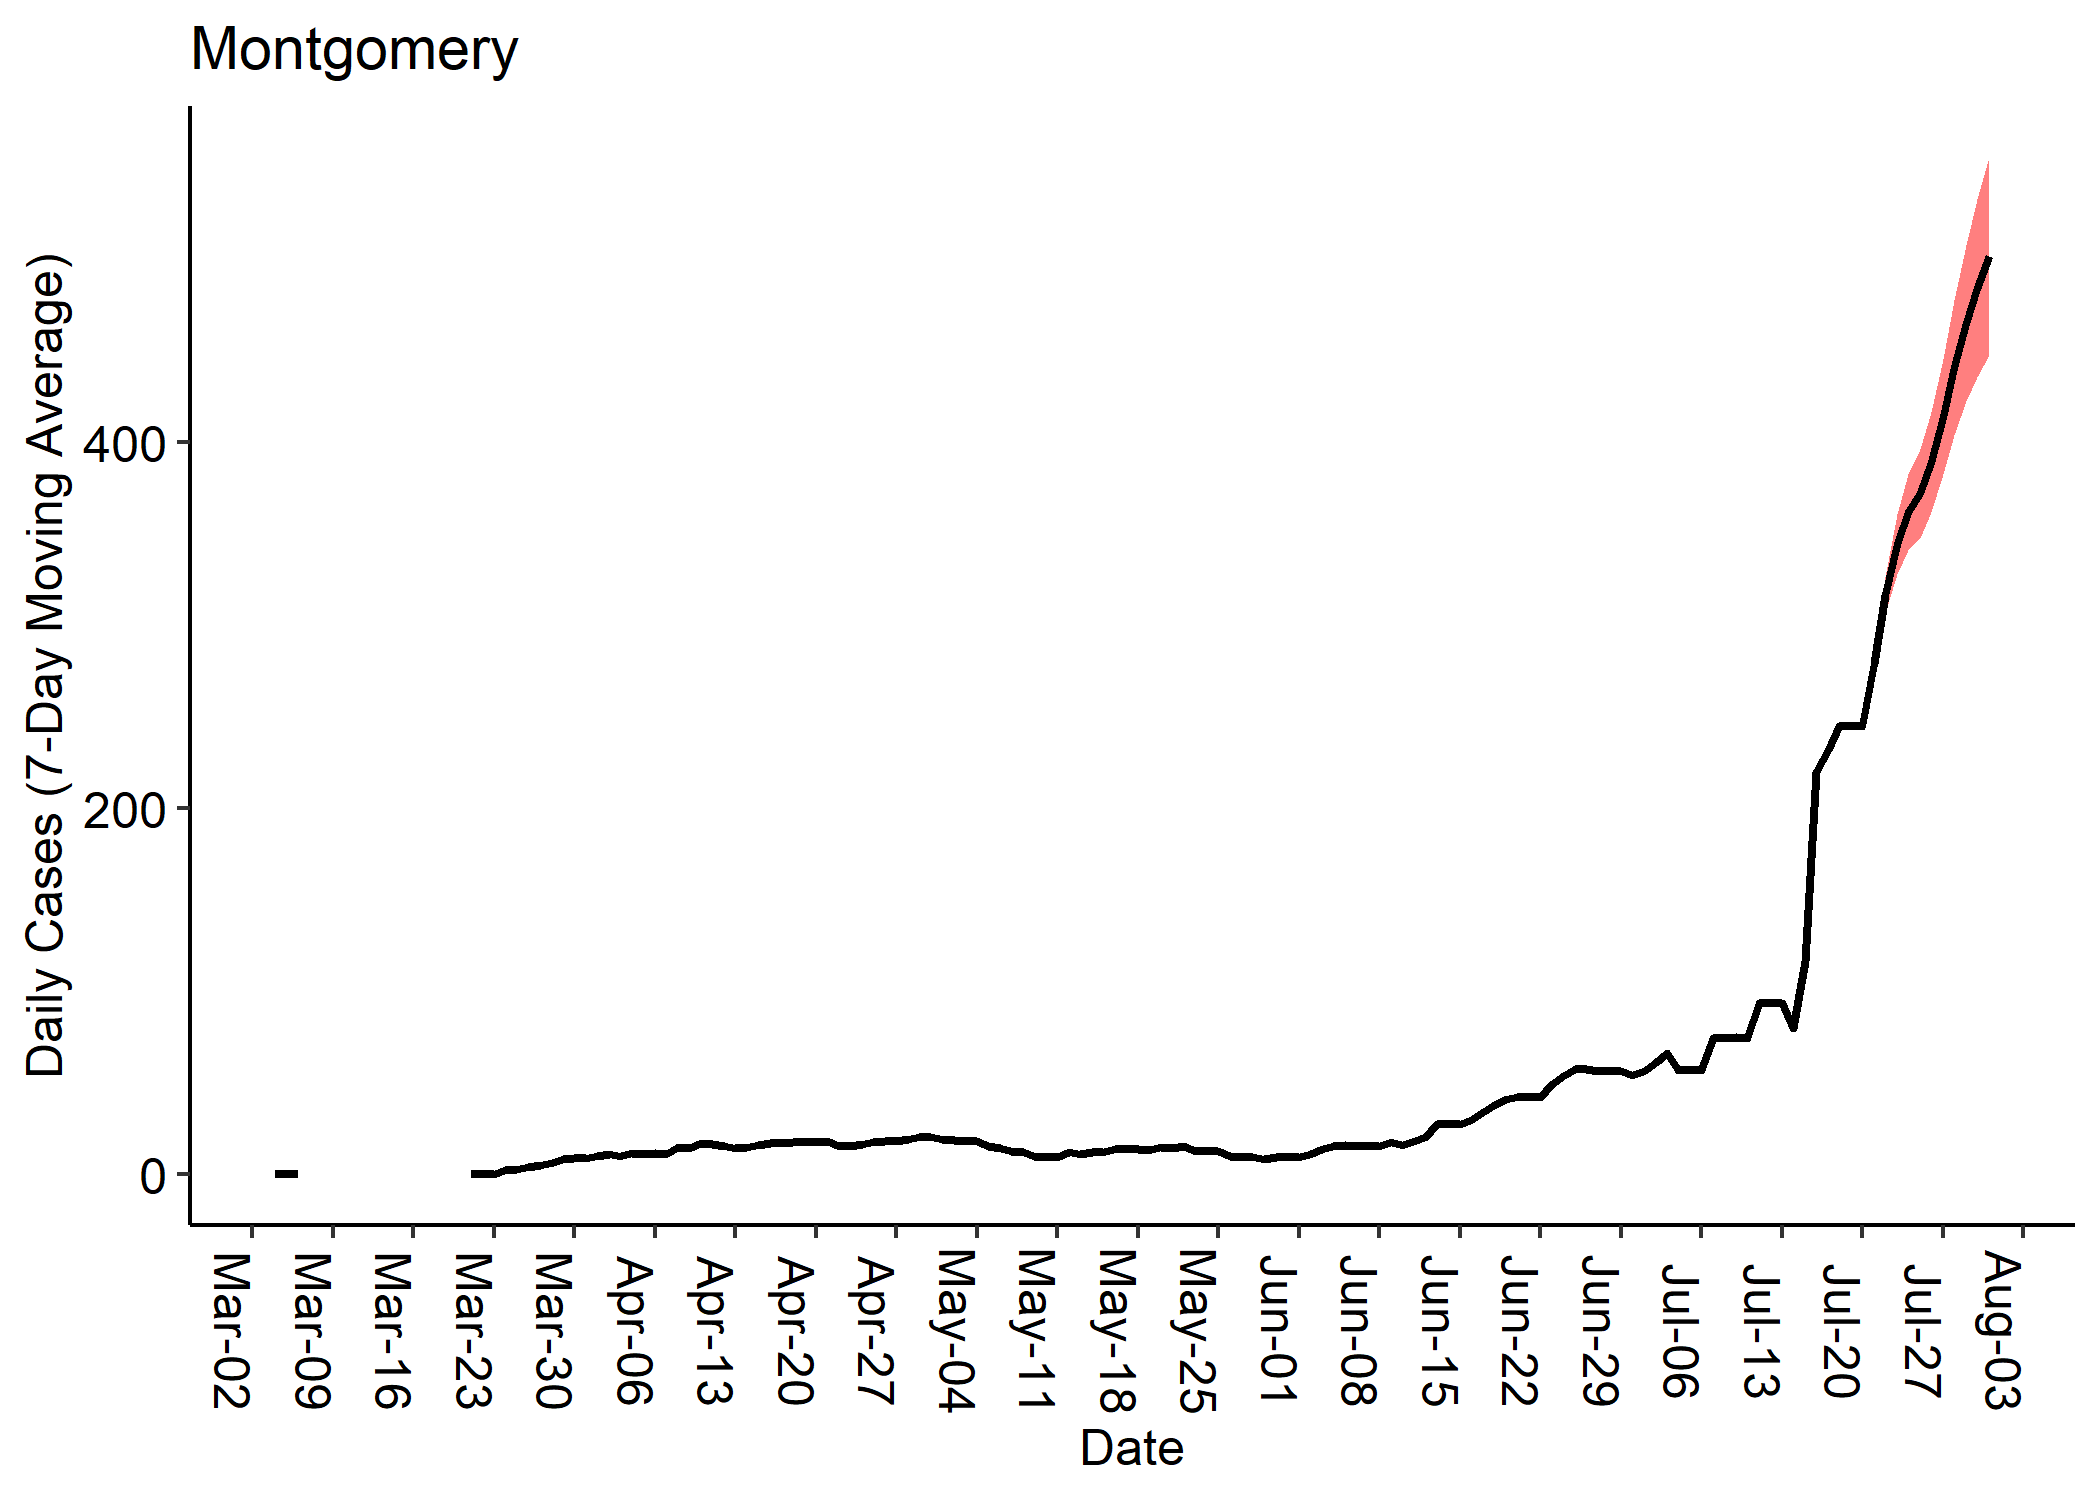 Montgomery
Daily Cases (7-Day Moving Average)
400
200
0
Mar-02
Mar-09
Mar-16
Mar-23
Mar-30
Apr-06
Apr-13
Apr-20
Apr-27
May-04
May-11
May-18
May-25
Jun-01
Jun-08
Jun-15
Jun-22
Jun-29
Jul-06
Jul-13
Jul-20
Jul-27
Aug-03
Date